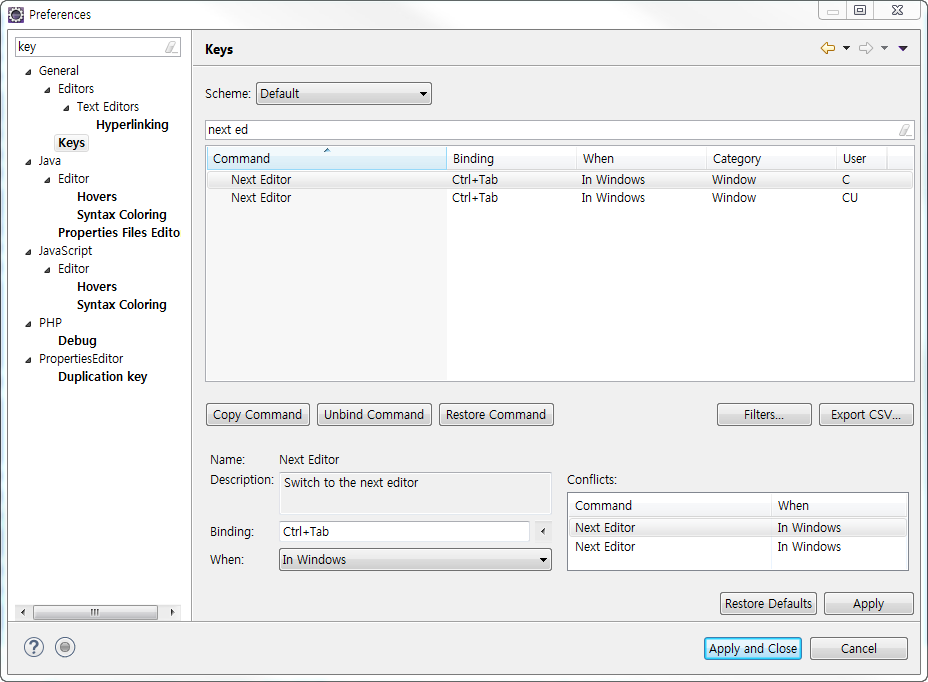 Preferences
key
General
Editors
Text Editors
Hyperlinking
Keys
Java
Editor
Hovers
Syntax Coloring
Properties Files Edito
JavaScript
Editor
Hovers
Syntax Coloring
PHP
Debug
PropertiesEditor
Duplication key
Keys
Scheme: Default
next ed
Command Binding When Category User
Next Editor Ctrl+Tab In Windows Window C
Next Editor Ctrl+Tab In Windows Window CU
Copy Command Unbind Command Restore Command Filters... Export CSV...
Name: Next Editor
Description: Switch to the next editor
Binding: Ctrl+Tab
When: In Windows
Conflicts:
Command When
Next Editor In Windows
Next Editor In Windows
Restore Defaults Apply
? Apply and Close Cancel